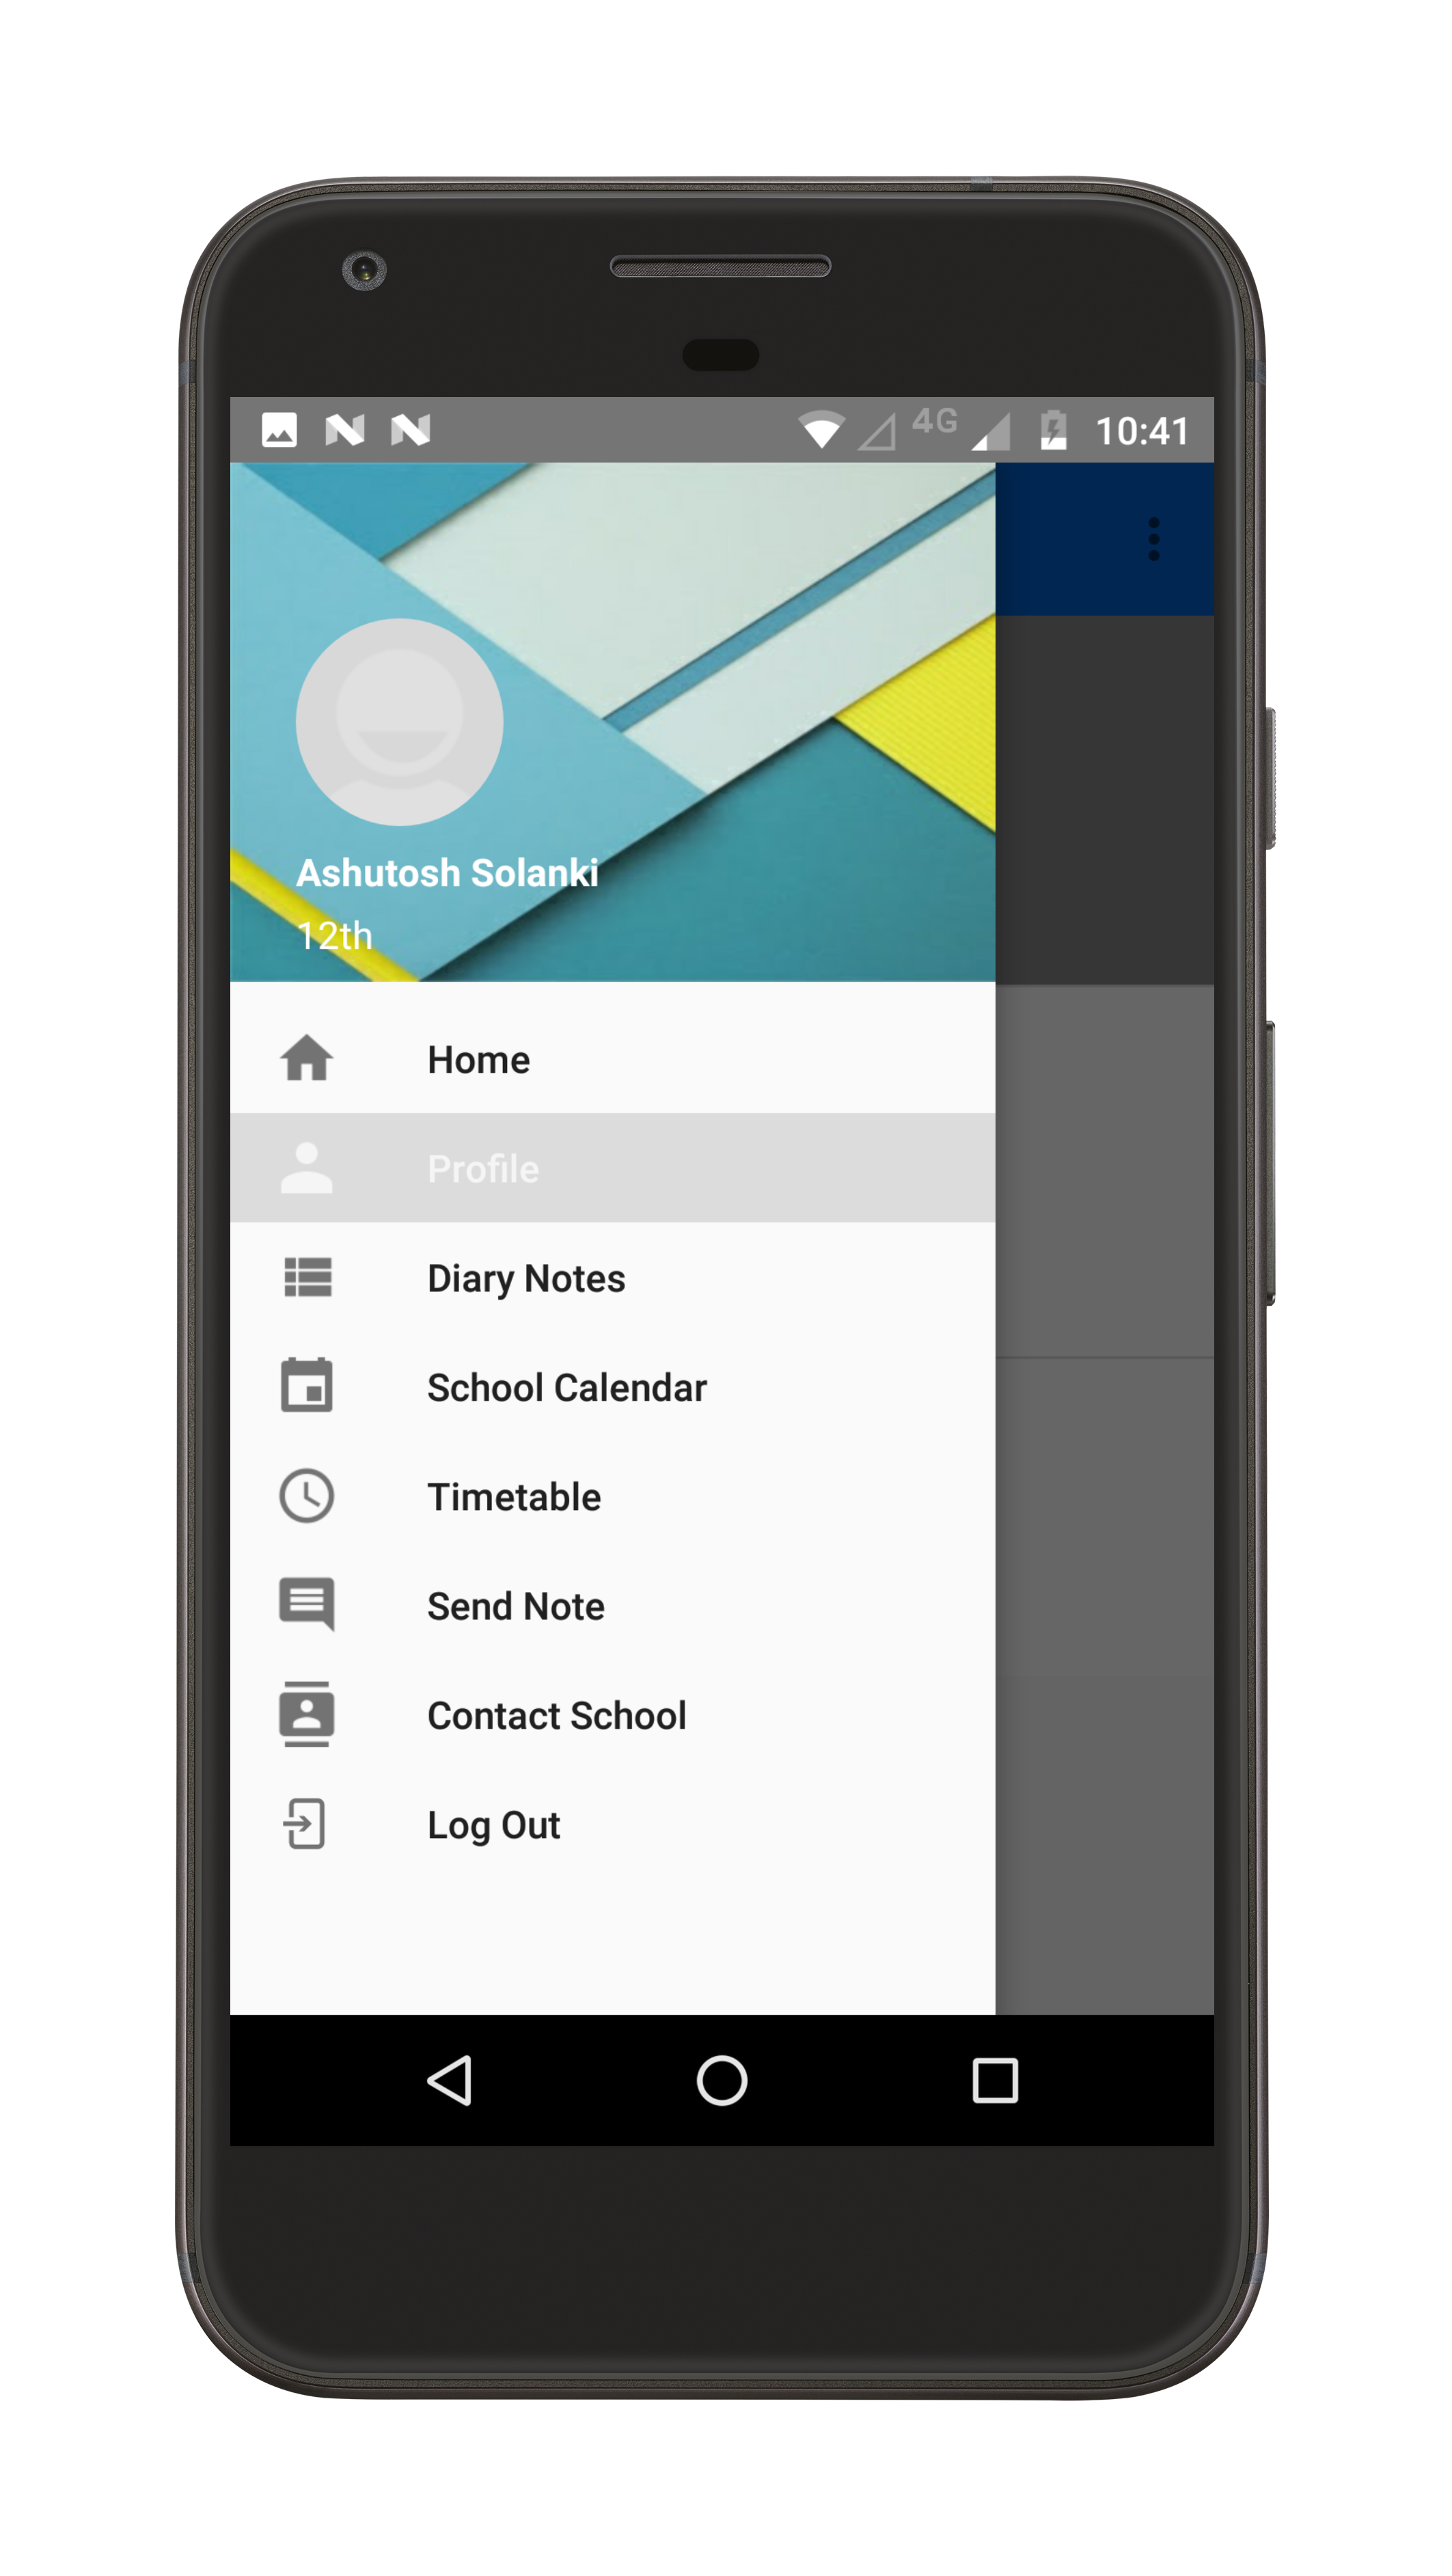 4G 10:41
Ashutosh Solanki
12th
Home
Profile
Diary Notes
School Calendar
Timetable
Send Note
Contact School
Log Out